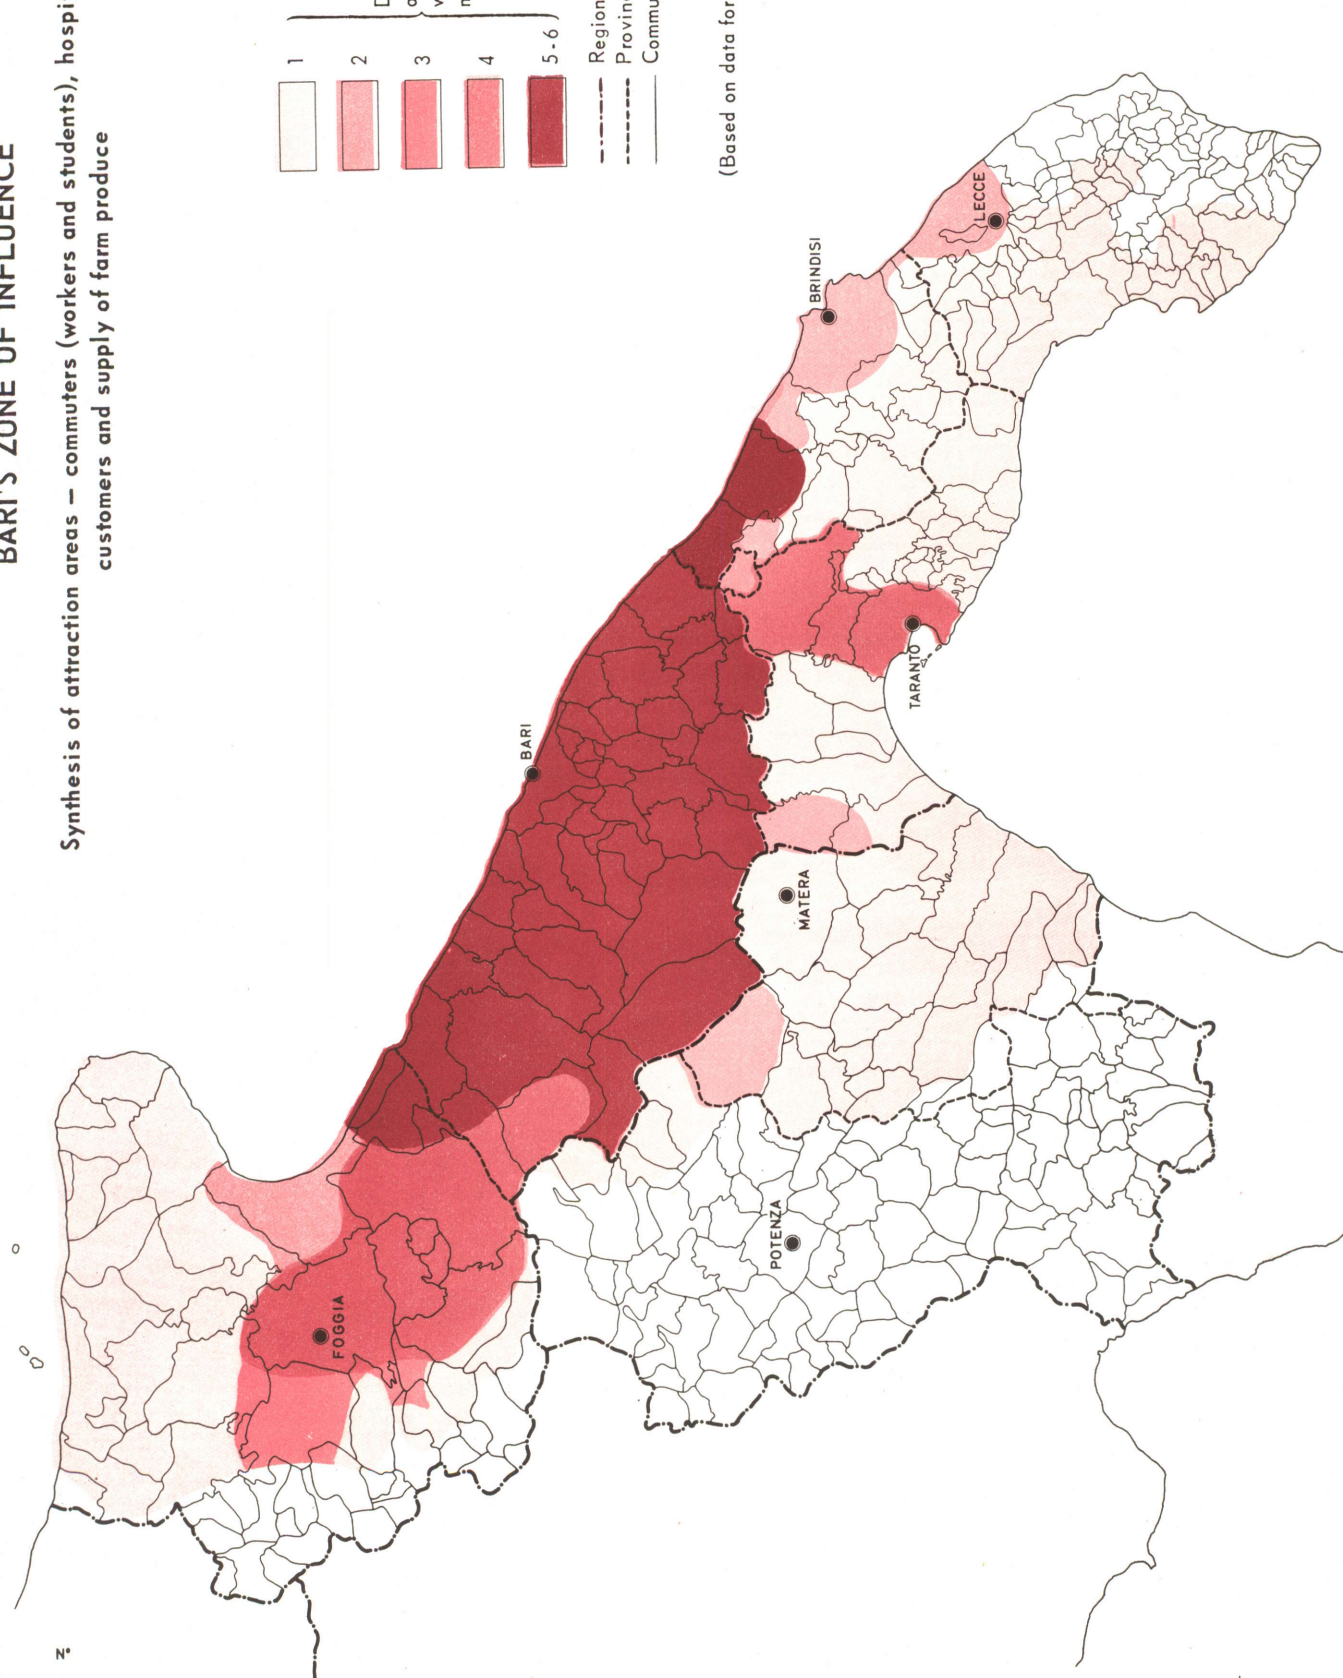 BARI'S ZONE OF INFLUENCE
Synthesis of attraction areas — commuters (workers and students), hospi
customers and supply of farm produce
1
2
3
4
5-6
Region
Provin
Commu
(Based on data for
LECCE
BRINDISI
TARANTO
BARI
MATERA
FOGGIA
POTENZA
N°